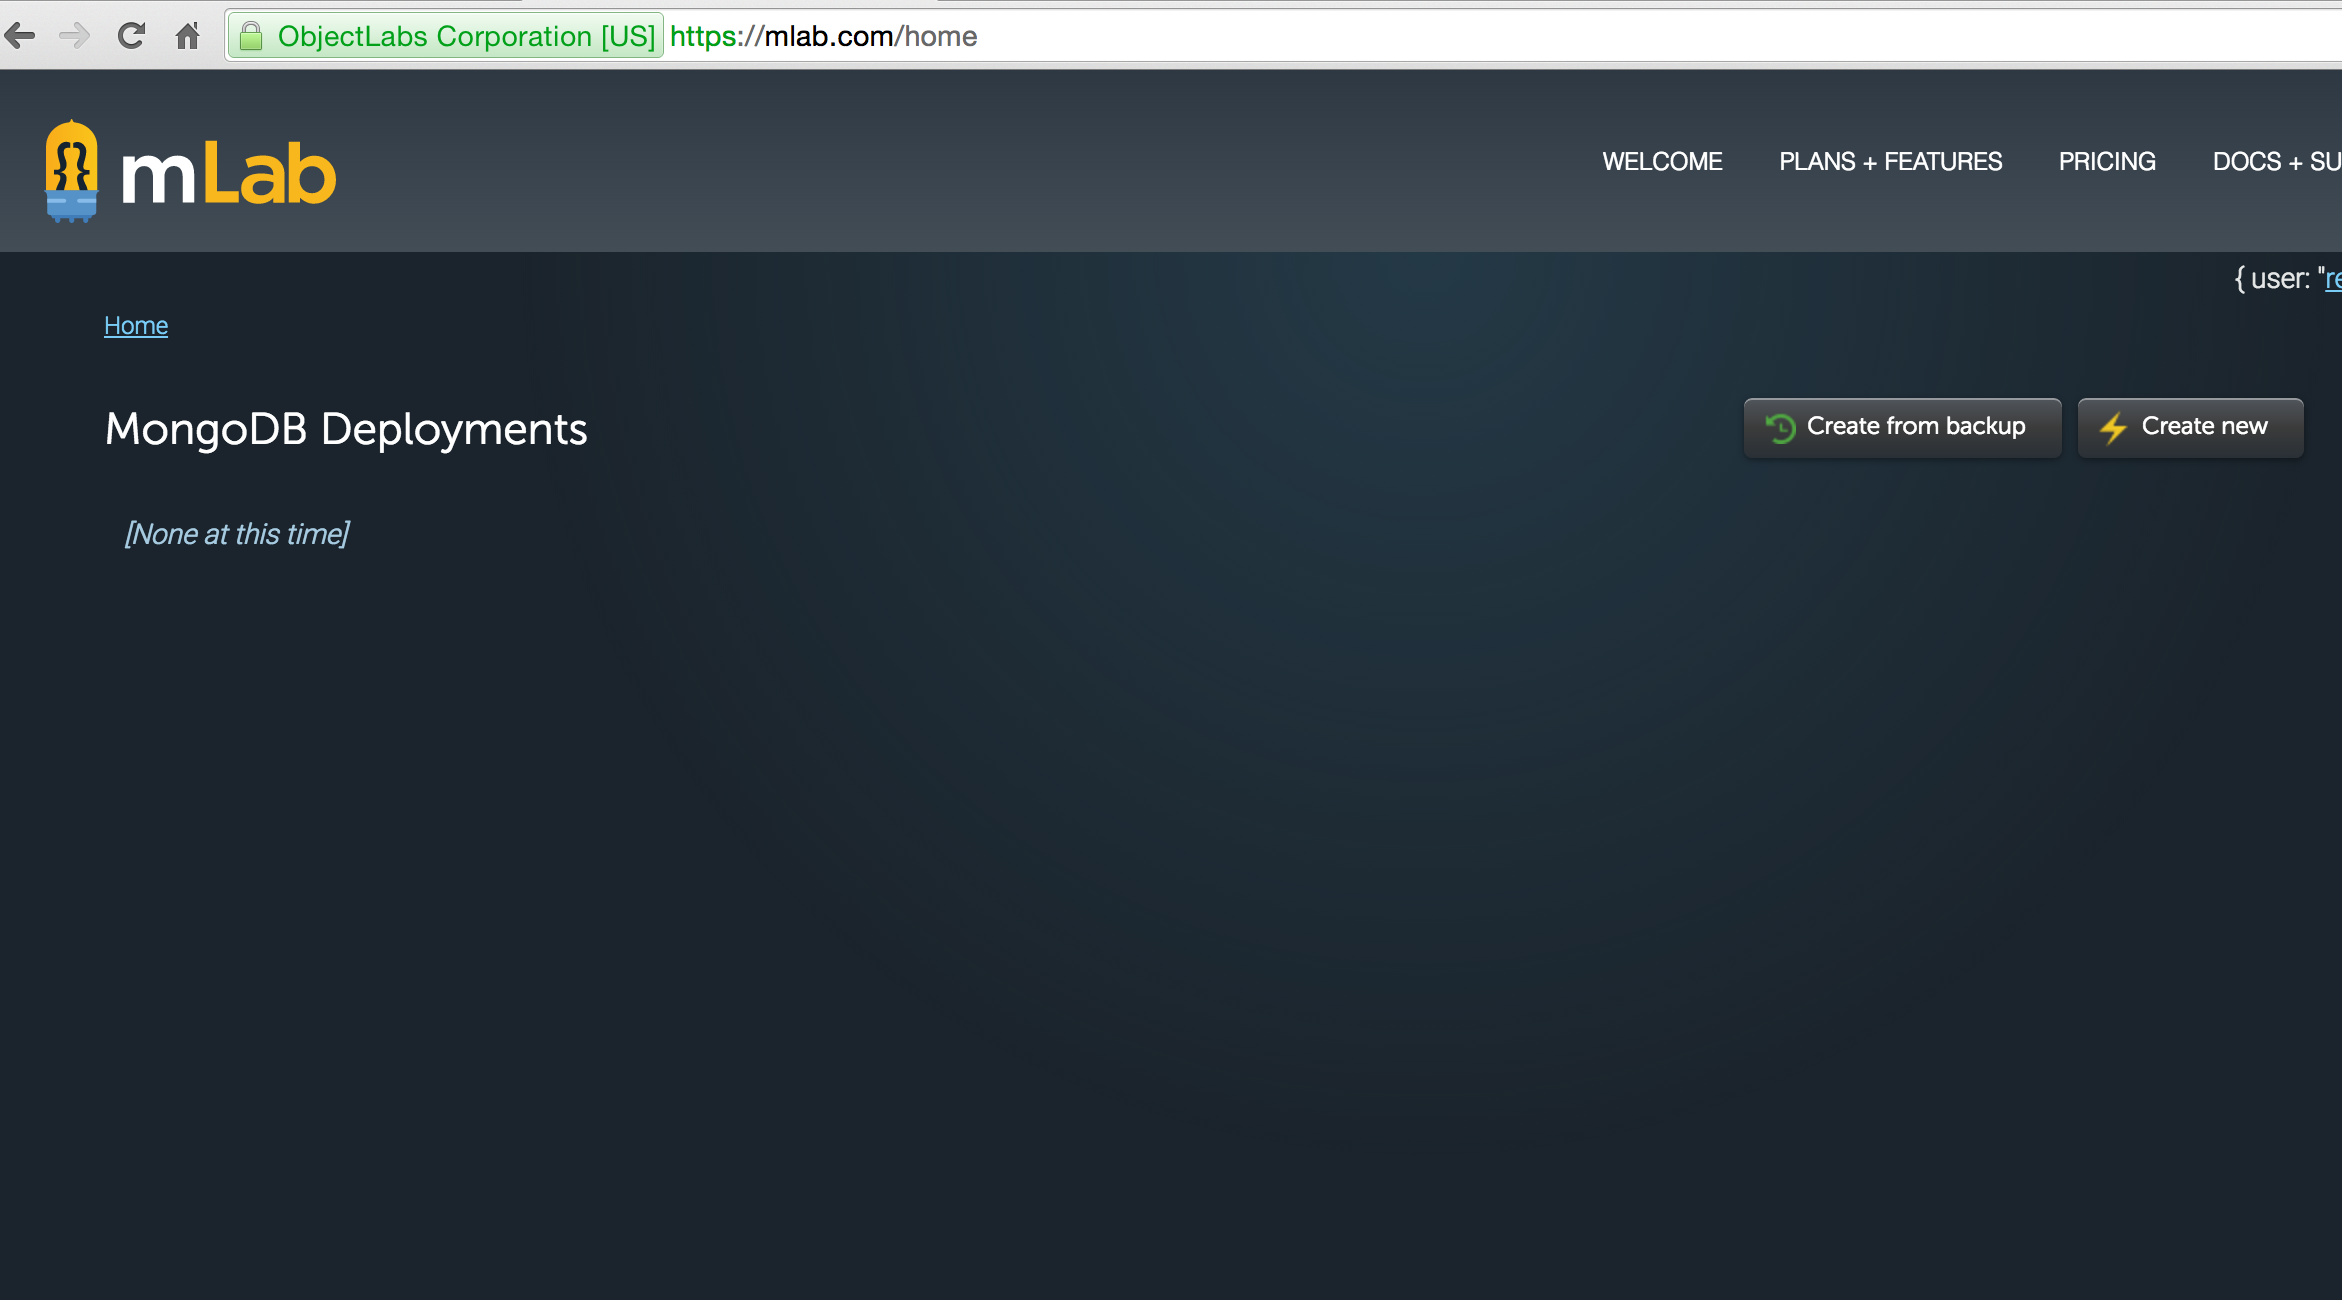 ObjectLabs Corporation [US] https://mlab.com/home
mLab
WELCOME PLANS + FEATURES PRICING DOCS + SU
{ user: "re
Home
MongoDB Deployments
Create from backup
Create new
[None at this time]